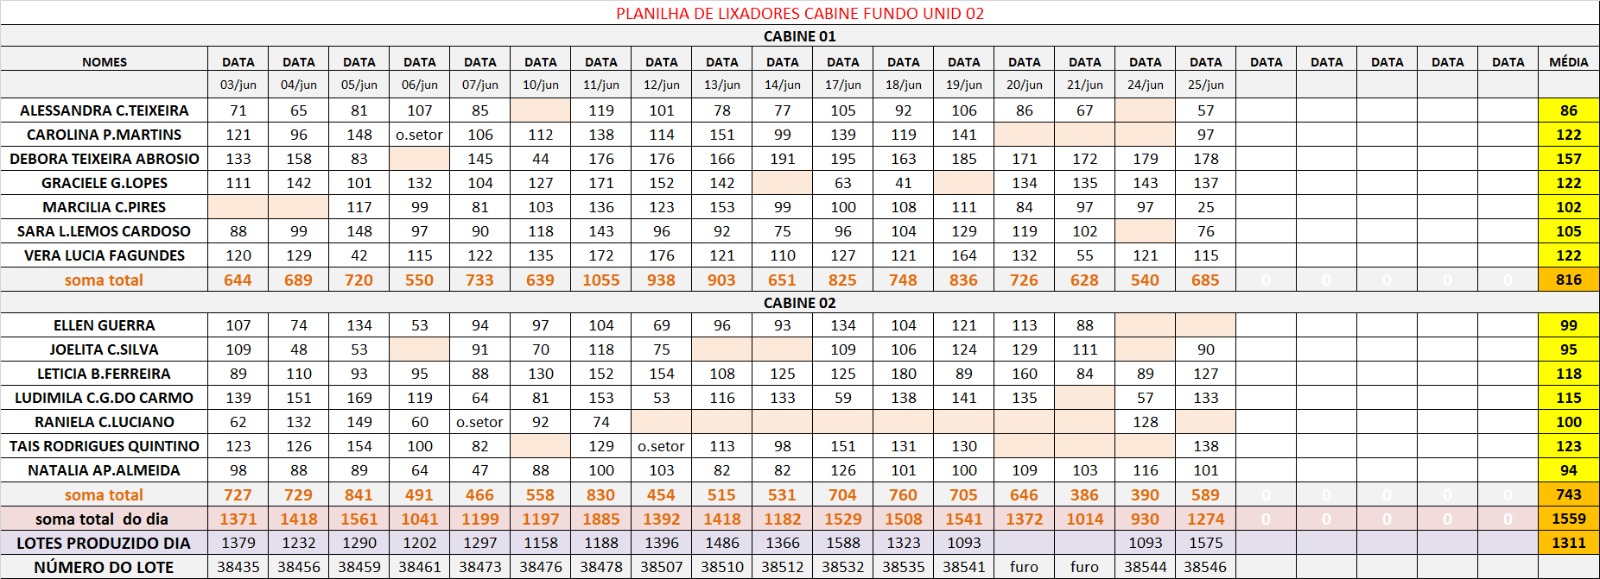 PLANILHA DE LIXADORES CABINE FUNDO UNID 02
CABINE 01
NOMES DATA DATA DATA DATA DATA DATA DATA DATA DATA DATA DATA DATA DATA DATA DATA DATA DATA DATA DATA DATA DATA DATA MÉDIA
03/jun 04/jun 05/jun 06/jun 07/jun 10/jun 11/jun 12/jun 13/jun 14/jun 17/jun 18/jun 19/jun 20/jun 21/jun 24/jun 25/jun
ALESSANDRA C.TEIXEIRA 71 65 81 107 85 119 101 78 77 105 92 106 86 67 57 86
CAROLINA P.MARTINS 121 96 148 o.setor 106 112 138 114 151 99 139 119 141 97 122
DEBORA TEIXEIRA ABROSIO 133 158 83 145 44 176 176 166 191 195 163 185 171 172 179 178 157
GRACIELE G.LOPES 111 142 101 132 104 127 171 152 142 63 41 134 135 143 137 122
MARCILIA C.PIRES 117 99 81 103 136 123 153 99 100 108 111 84 97 97 25 102
SARA L.LEMOS CARDOSO 88 99 148 97 90 118 143 96 92 75 96 104 129 119 102 76 105
VERA LUCIA FAGUNDES 120 129 42 115 122 135 172 176 121 110 127 121 164 132 55 121 115 122
soma total 644 689 720 550 733 639 1055 938 903 651 825 748 836 726 628 540 685 0 0 0 0 0 816
CABINE 02
ELLEN GUERRA 107 74 134 53 94 97 104 69 96 93 134 104 121 113 88 99
JOELITA C.SILVA 109 48 53 91 70 118 75 109 106 124 129 111 90 95
LETICIA B.FERREIRA 89 110 93 95 88 130 152 154 108 125 125 180 89 160 84 89 127 118
LUDIMILA C.G.DO CARMO 139 151 169 119 64 81 153 53 116 133 59 138 141 135 57 133 115
RANIELA C.LUCIANO 62 132 149 60 o.setor 92 74 128 100
TAIS RODRIGUES QUINTINO 123 126 154 100 82 129 o.setor 113 98 151 131 130 138 123
NATALIA AP.ALMEIDA 98 88 89 64 47 88 100 103 82 82 126 101 100 109 103 116 101 94
soma total 727 729 841 491 466 558 830 454 515 531 704 760 705 646 386 390 589 0 0 0 0 0 743
soma total do dia 1371 1418 1561 1041 1199 1197 1885 1392 1418 1182 1529 1508 1541 1372 1014 930 1274 0 0 0 0 0 1559
LOTES PRODUZIDO DIA 1379 1232 1290 1202 1297 1158 1188 1396 1486 1366 1588 1323 1093 1093 1575 1311
NÚMERO DO LOTE 38435 38456 38459 38461 38473 38476 38478 38507 38510 38512 38532 38535 38541 furo furo 38544 38546